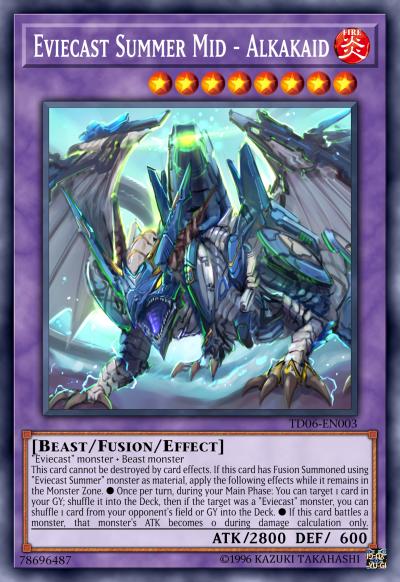 EVIECAST SUMMER MID - ALKAKAID
FIRE
炎
TD06-EN003
[BEAST/FUSION/EFFECT]
"Eviecast" monster + Beast monster
This card cannot be destroyed by card effects. If this card has Fusion Summoned using
"Eviecast Summer" monster as material, apply the following effects while it remains in
the Monster Zone. ● Once per turn, during your Main Phase: You can target 1 card in
your GY; shuffle it into the Deck, then if the target was a "Eviecast" monster, you can
shuffle 1 card from your opponent's field or GY into the Deck. ● If this card battles a
monster, that monster's ATK becomes 0 during damage calculation only.
ATK/2800 DEF/ 600
78696487
©1996 KAZUKI TAKAHASHI